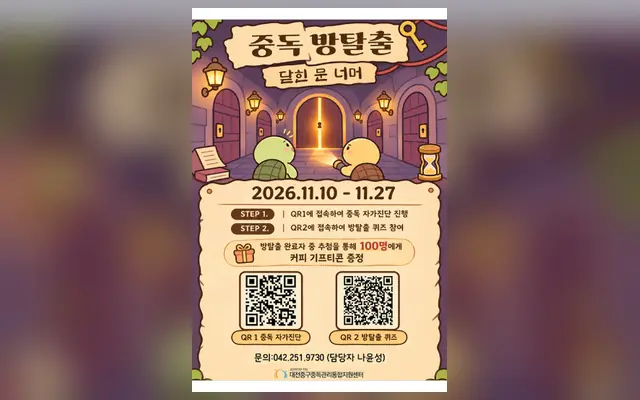 중독 방탈출
닫힌 문 너머
2026.11.10 - 11.27
STEP 1. | QR1에 접속하여 중독 자가진단 진행
STEP 2. | QR2에 접속하여 방탈출 퀴즈 참여
방탈출 완료자 중 추첨을 통해 100명에게
커피 기프티콘 증정
QR 1 중독 자가진단
QR 2 방탈출 퀴즈
문의:042.251.9730 (담당자 나윤성)
대전중구중독관리통합지원센터